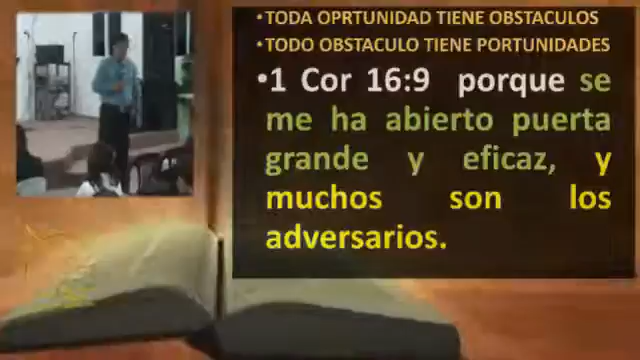 •TODA OPRTUNIDAD TIENE OBSTACULOS
•TODO OBSTACULO TIENE PORTUNIDADES
•1 Cor 16:9 porque se
me ha abierto puerta
grande y eficaz, y
muchos son los
adversarios.